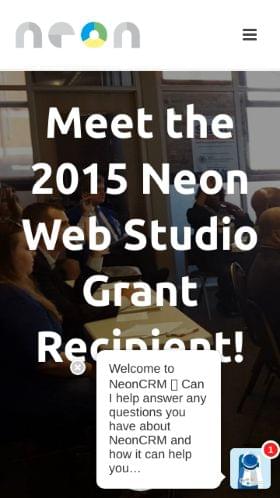 neon
Meet the
2015 Neon
Web Studio
Grant
Recipient!
Welcome to
NeonCRM ▯ Can
I help answer any
questions you
have about
NeonCRM and
how it can help
you…
1